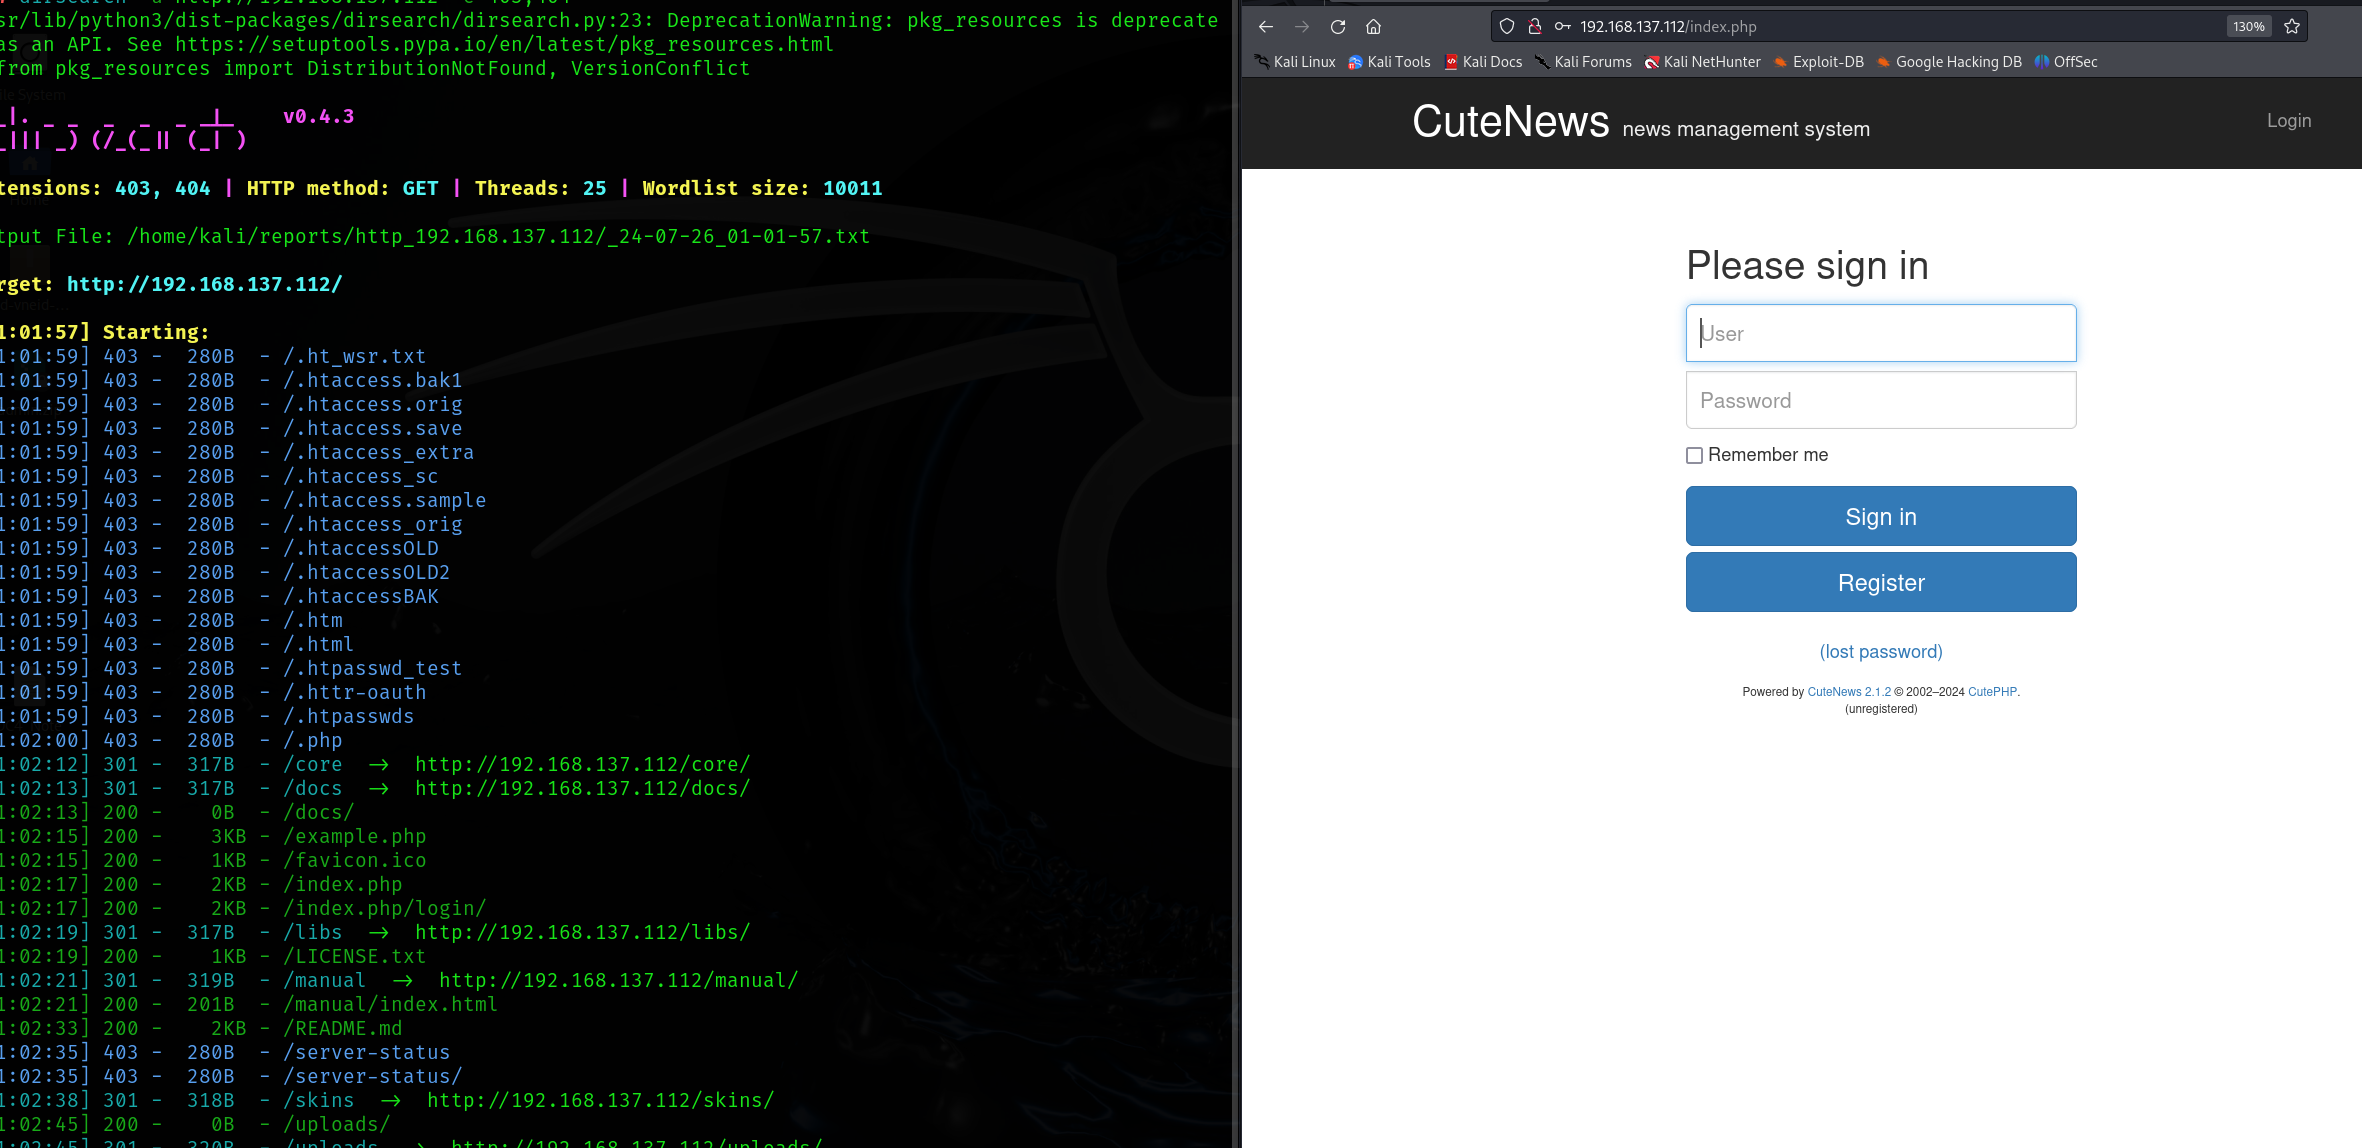 sr/lib/python3/dist-packages/dirsearch/dirsearch.py:23: DeprecationWarning: pkg_resources is deprecate
as an API. See https://setuptools.pypa.io/en/latest/pkg_resources.html
from pkg_resources import DistributionNotFound, VersionConflict
v0.4.3
tensions: 403, 404 | HTTP method: GET | Threads: 25 | Wordlist size: 10011
tput File: /home/kali/reports/http_192.168.137.112/_24-07-26_01-01-57.txt
rget: http://192.168.137.112/
1:01:57] Starting:
1:01:59] 403 -  280B  - /.ht_wsr.txt
1:01:59] 403 -  280B  - /.htaccess.bak1
1:01:59] 403 -  280B  - /.htaccess.orig
1:01:59] 403 -  280B  - /.htaccess.save
1:01:59] 403 -  280B  - /.htaccess_extra
1:01:59] 403 -  280B  - /.htaccess_sc
1:01:59] 403 -  280B  - /.htaccess.sample
1:01:59] 403 -  280B  - /.htaccess_orig
1:01:59] 403 -  280B  - /.htaccessOLD
1:01:59] 403 -  280B  - /.htaccessOLD2
1:01:59] 403 -  280B  - /.htaccessBAK
1:01:59] 403 -  280B  - /.htm
1:01:59] 403 -  280B  - /.html
1:01:59] 403 -  280B  - /.htpasswd_test
1:01:59] 403 -  280B  - /.httr-oauth
1:01:59] 403 -  280B  - /.htpasswds
1:02:00] 403 -  280B  - /.php
1:02:12] 301 -  317B  - /core  →  http://192.168.137.112/core/
1:02:13] 301 -  317B  - /docs  →  http://192.168.137.112/docs/
1:02:13] 200 -    0B  - /docs/
1:02:15] 200 -    3KB - /example.php
1:02:15] 200 -    1KB - /favicon.ico
1:02:17] 200 -    2KB - /index.php
1:02:17] 200 -    2KB - /index.php/login/
1:02:19] 301 -  317B  - /libs  →  http://192.168.137.112/libs/
1:02:19] 200 -    1KB - /LICENSE.txt
1:02:21] 301 -  319B  - /manual  →  http://192.168.137.112/manual/
1:02:21] 200 -  201B  - /manual/index.html
1:02:33] 200 -    2KB - /README.md
1:02:35] 403 -  280B  - /server-status
1:02:35] 403 -  280B  - /server-status/
1:02:38] 301 -  318B  - /skins  →  http://192.168.137.112/skins/
1:02:45] 200 -    0B  - /uploads/
1:02:45] 301 -  320B  - /uploads  →  http://192.168.137.112/uploads/
192.168.137.112/index.php 130%
Kali Linux Kali Tools Kali Docs Kali Forums Kali NetHunter Exploit-DB Google Hacking DB OffSec
CuteNews news management system Login
Please sign in
User
Password
Remember me
Sign in
Register
(lost password)
Powered by CuteNews 2.1.2 © 2002–2024 CutePHP.
(unregistered)